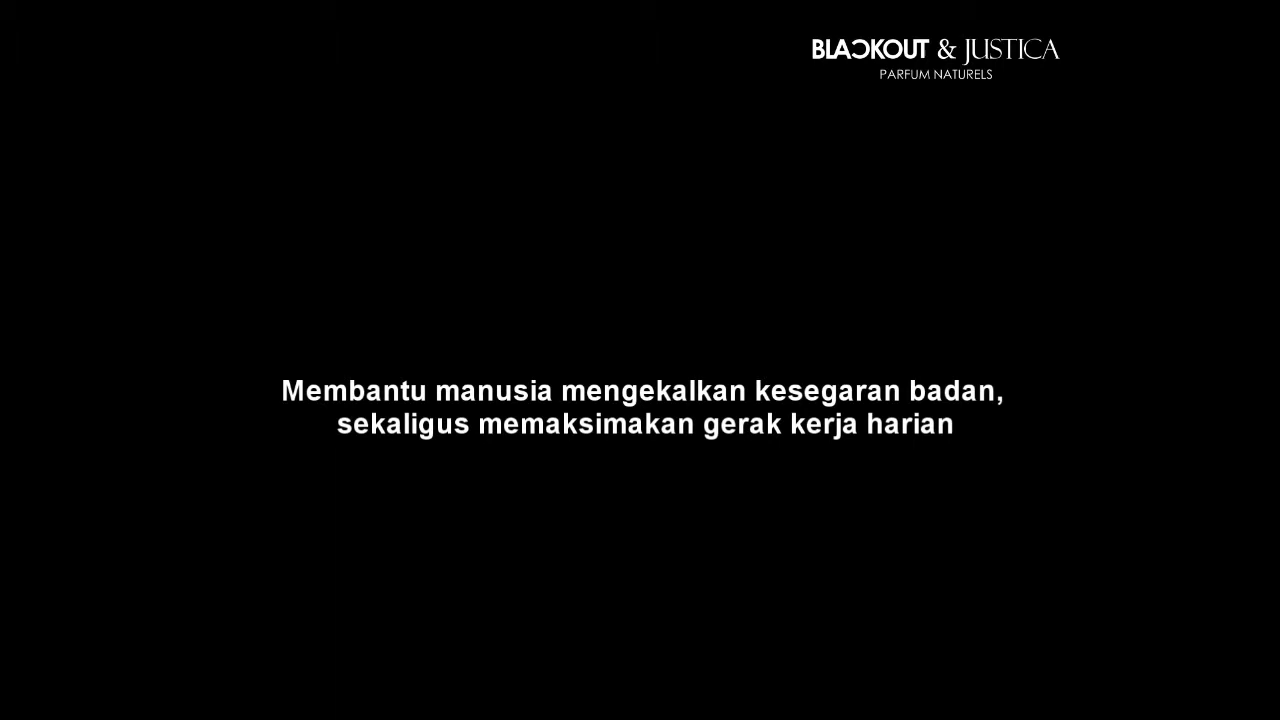 BLACKOUT & JUSTICA
PARFUM NATURELS
Membantu manusia mengekalkan kesegaran badan,
sekaligus memaksimakan gerak kerja harian